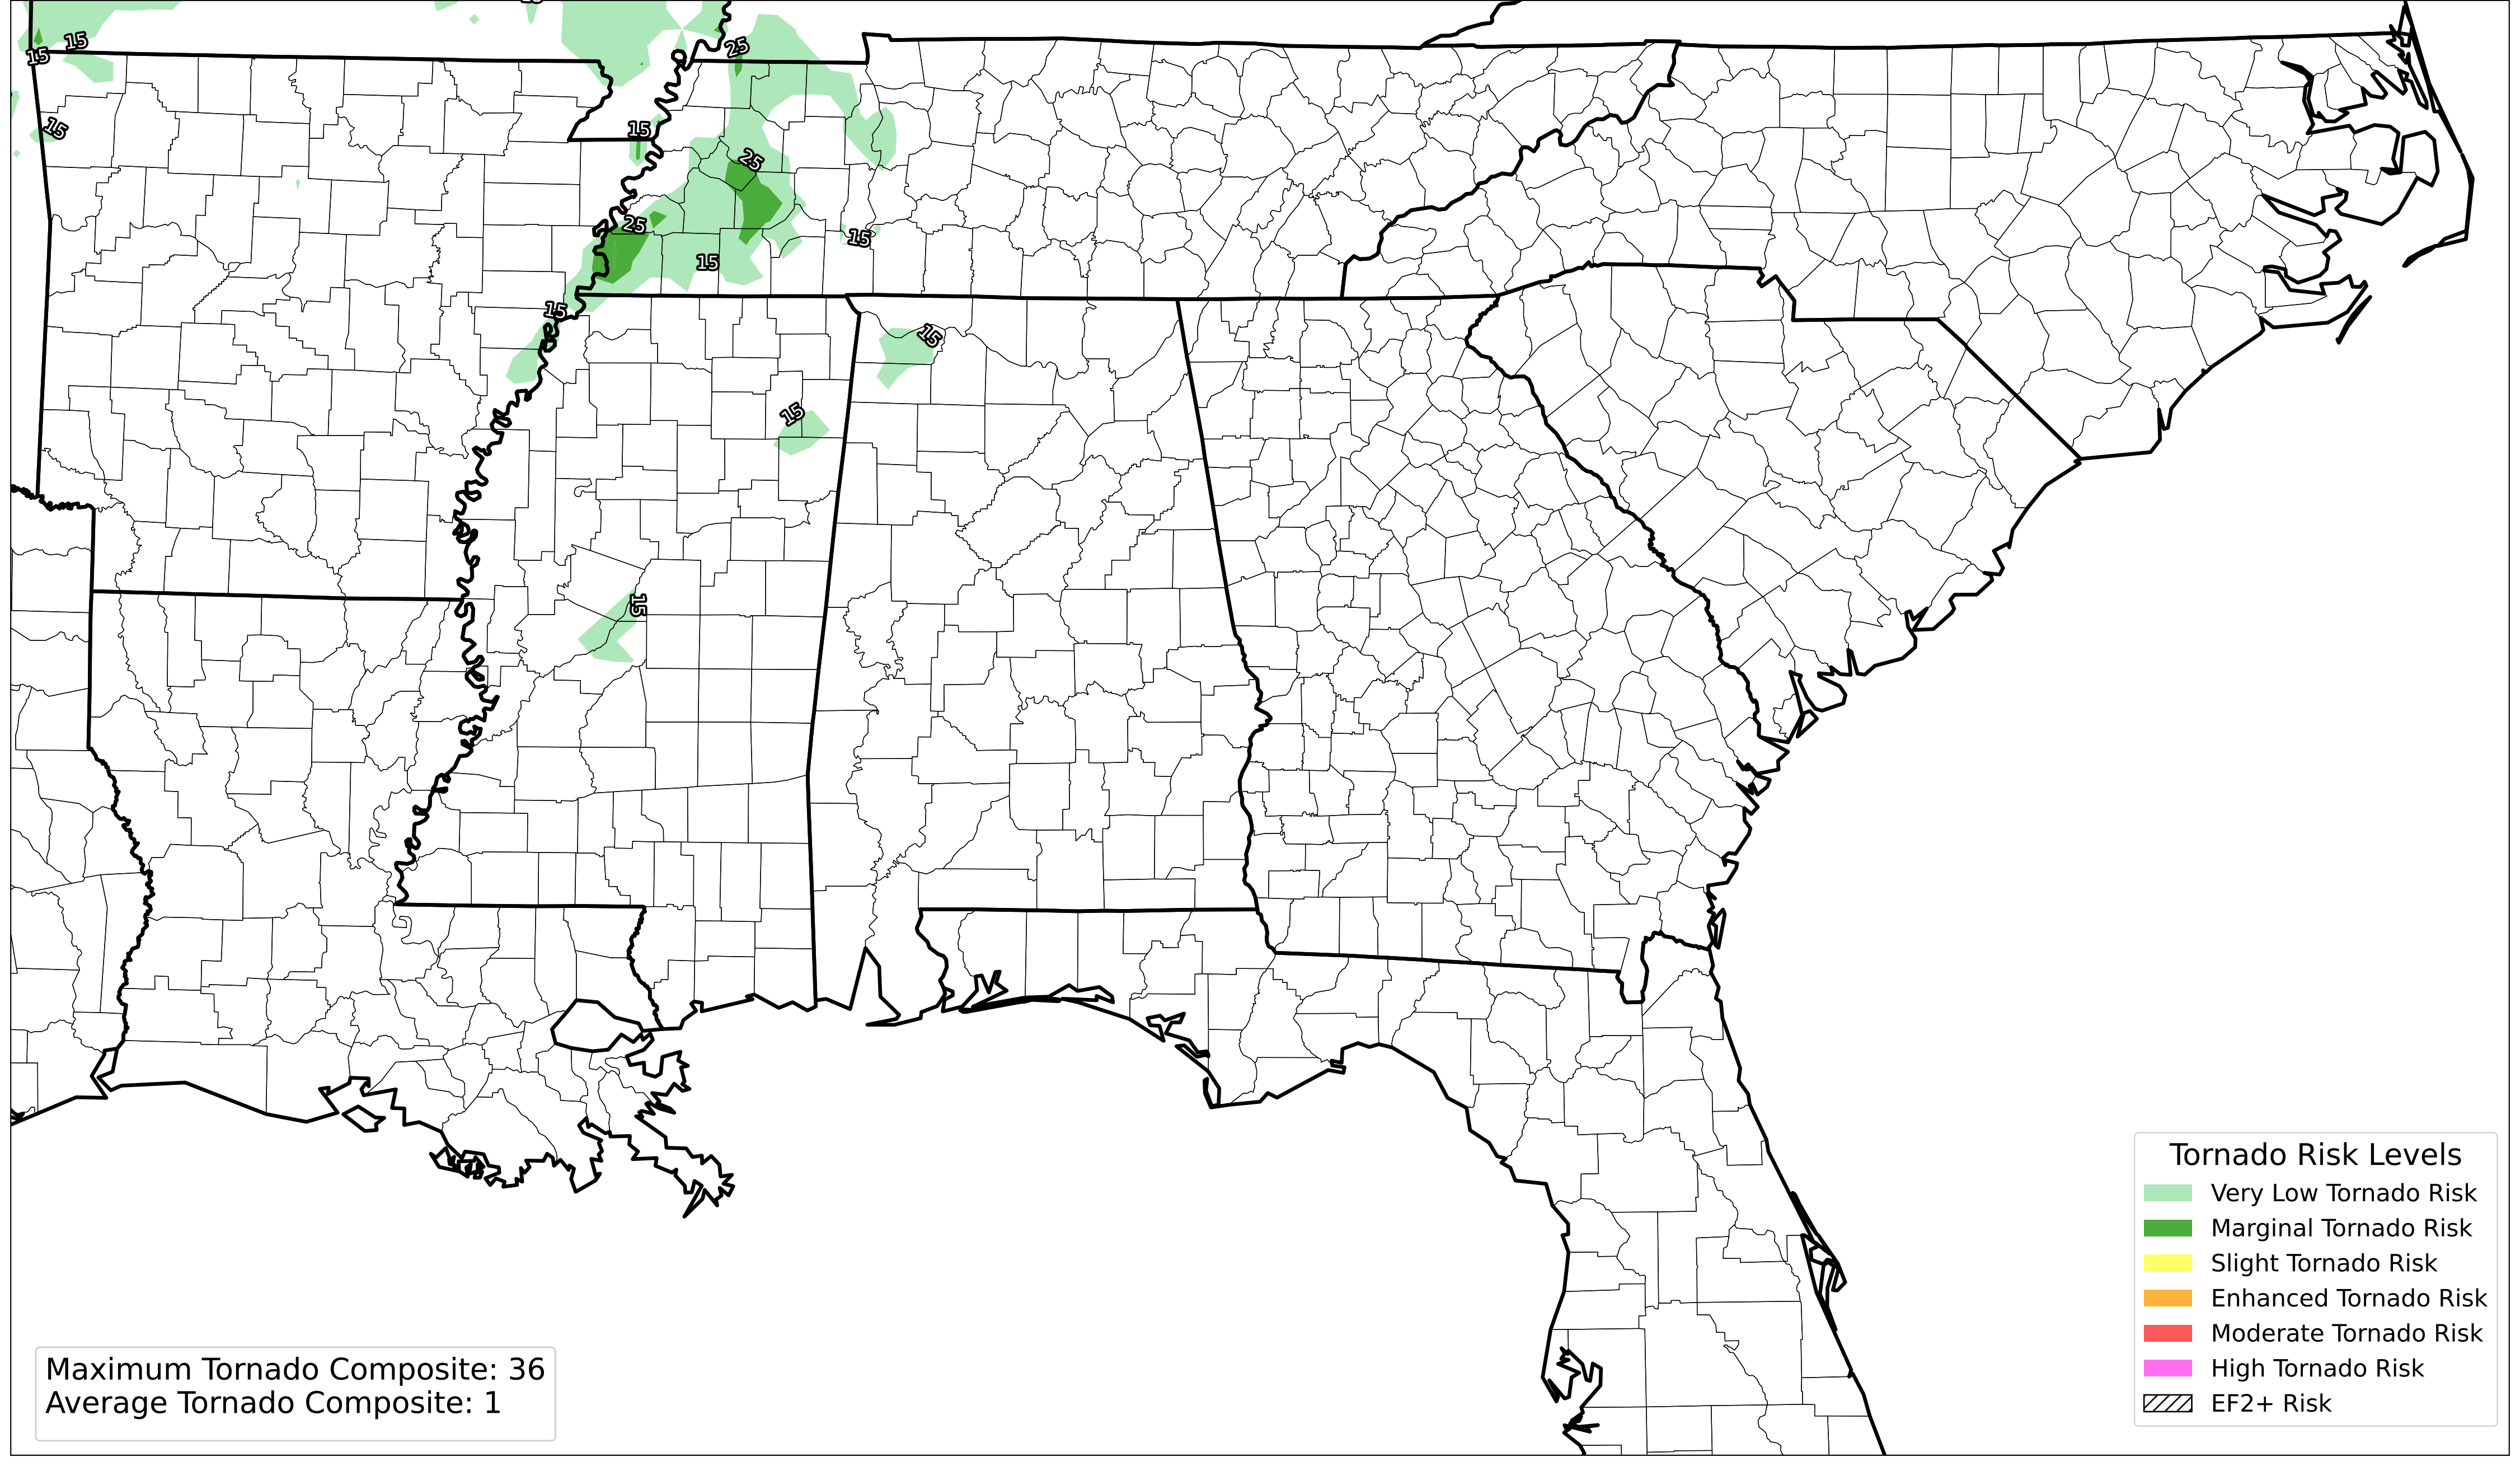 25
15
15
15
15
25
25
15
15
15
15
15
15
Tornado Risk Levels
Very Low Tornado Risk
Marginal Tornado Risk
Slight Tornado Risk
Enhanced Tornado Risk
Moderate Tornado Risk
High Tornado Risk
EF2+ Risk
Maximum Tornado Composite: 36
Average Tornado Composite: 1